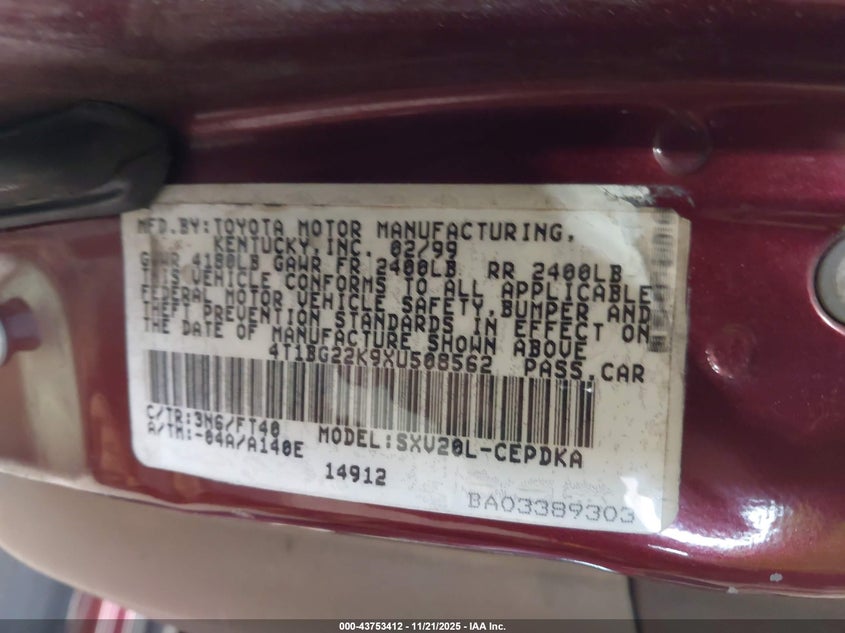 MFD.BY:TOYOTA MOTOR MANUFACTURING,
KENTUCKY,INC. 02/99
GVWR 4180LB GAWR FR 2400LB RR 2400LB
THIS VEHICLE CONFORMS TO ALL APPLICABLE
FEDERAL MOTOR VEHICLE SAFETY,BUMPER AND
THEFT PREVENTION STANDARDS IN EFFECT ON
THE DATE OF MANUFACTURE SHOWN ABOVE
4T1BG22K9XU508562 PASS.CAR
C/TR:3N6/FT40
A/TM:-04A/A140E MODEL:SXV20L-CEPDKA
14912
BA03389303
000-43753412 - 11/21/2025 - IAA Inc.